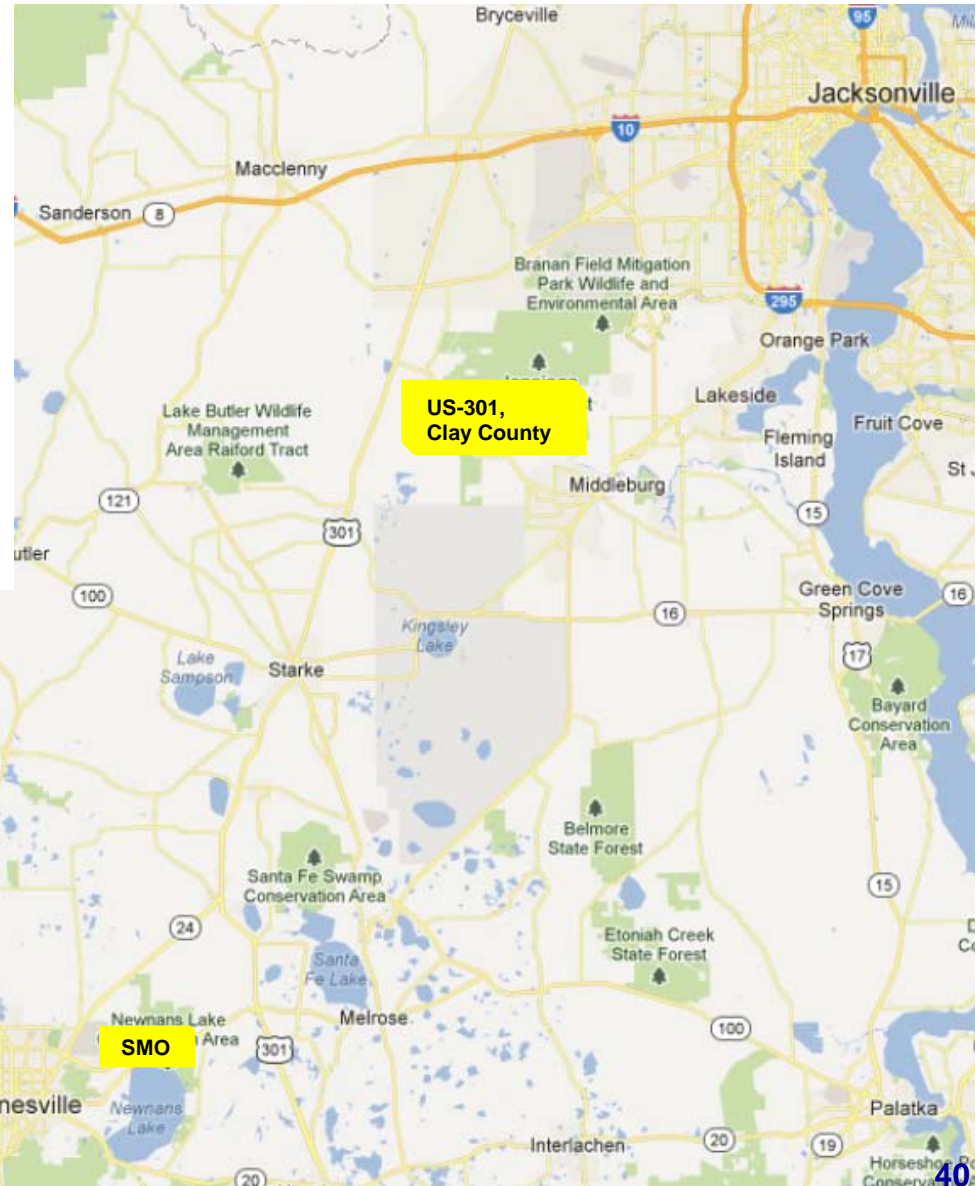 Bryceville
95
Jacksonville
10
Macclenny
Sanderson
8
Branan Field Mitigation
Park Wildlife and
Environmental Area
295
Orange Park
US-301,
Clay County
Lakeside
Lake Butler Wildlife
Management
Area Raiford Tract
Fruit Cove
Fleming
Island
St
Middleburg
121
15
301
utler
100
Green Cove
Springs
16
16
Kingsley
Lake
17
Lake
Sampson
Starke
Bayard
Conservation
Area
Belmore
State Forest
Santa Fe Swamp
Conservation Area
15
24
Etoniah Creek
State Forest
Santa
Fe Lake
Melrose
Newnans Lake
Area
SMO
301
100
nesville
Newnans
Lake
Palatka
Interlachen
20
19
20
Horseshoe
Conserva
40